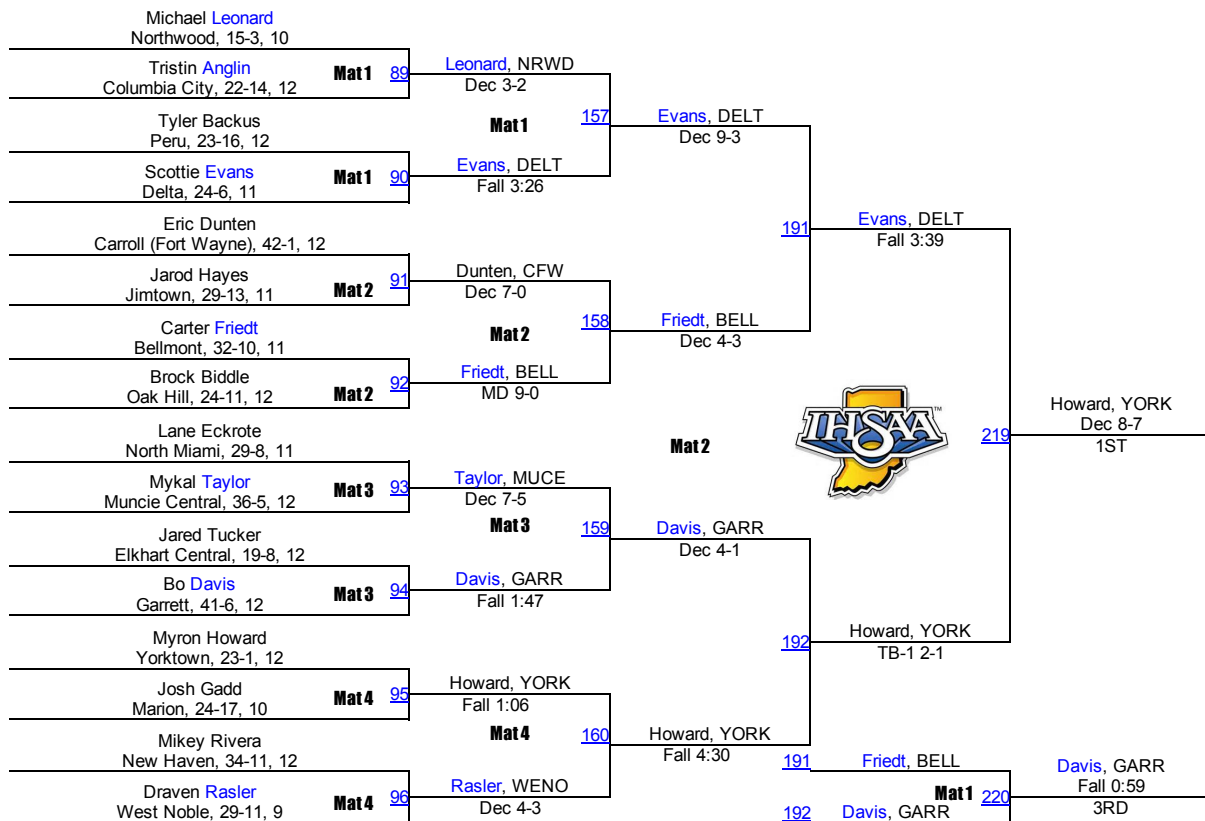 Michael Leonard
Northwood, 15-3, 10
Tristin Anglin
Columbia City, 22-14, 12
Mat 1 89
Leonard, NRWD
Dec 3-2
Tyler Backus
Peru, 23-16, 12
Mat 1
157
Evans, DELT
Dec 9-3
Scottie Evans
Delta, 24-6, 11
Mat 1 90
Evans, DELT
Fall 3:26
Eric Dunten
Carroll (Fort Wayne), 42-1, 12
191
Evans, DELT
Fall 3:39
Jarod Hayes
Jimtown, 29-13, 11
Mat 2 91
Dunten, CFW
Dec 7-0
Carter Friedt
Bellmont, 32-10, 11
Mat 2
158
Friedt, BELL
Dec 4-3
Brock Biddle
Oak Hill, 24-11, 12
Mat 2 92
Friedt, BELL
MD 9-0
IHSAA™
Lane Eckrote
North Miami, 29-8, 11
Mat 2
219
Howard, YORK
Dec 8-7
1ST
Mykal Taylor
Muncie Central, 36-5, 12
Mat 3 93
Taylor, MUCE
Dec 7-5
Jared Tucker
Elkhart Central, 19-8, 12
Mat 3
159
Davis, GARR
Dec 4-1
Bo Davis
Garrett, 41-6, 12
Mat 3 94
Davis, GARR
Fall 1:47
Myron Howard
Yorktown, 23-1, 12
192
Howard, YORK
TB-1 2-1
Josh Gadd
Marion, 24-17, 10
Mat 4 95
Howard, YORK
Fall 1:06
Mikey Rivera
New Haven, 34-11, 12
Mat 4
160
Howard, YORK
Fall 4:30
Draven Rasler
West Noble, 29-11, 9
Mat 4 96
Rasler, WENO
Dec 4-3
191
Friedt, BELL
Mat 1 220
Davis, GARR
Fall 0:59
3RD
192
Davis, GARR